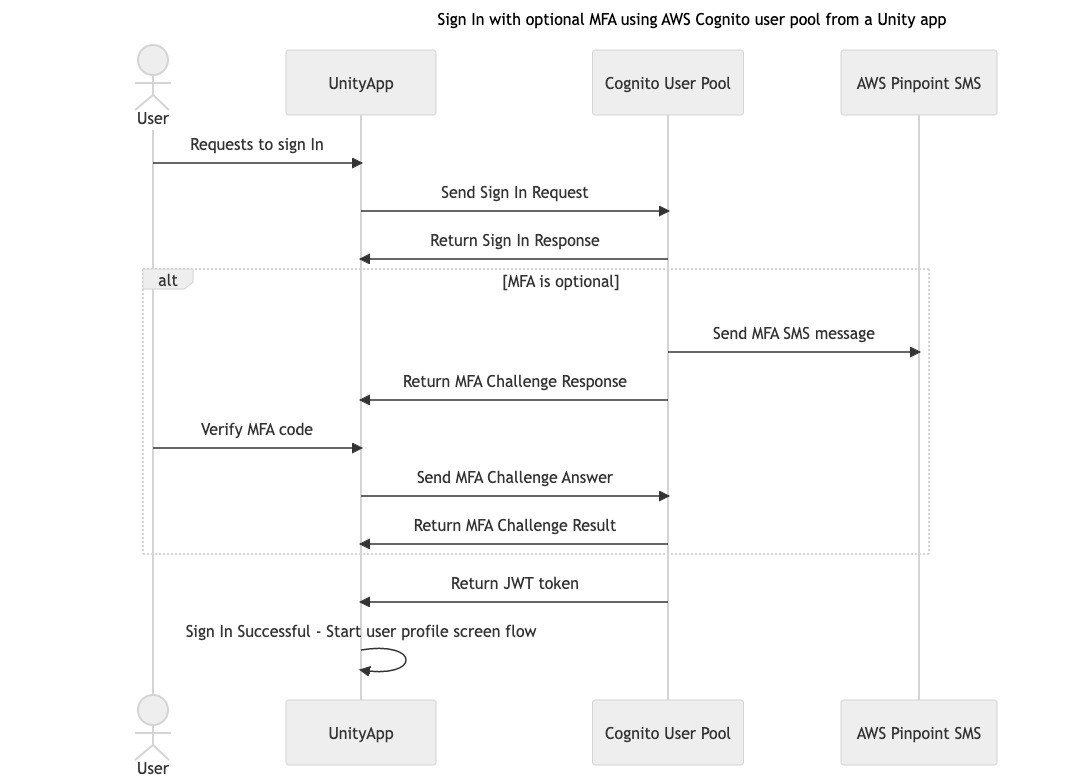 Sign In with optional MFA using AWS Cognito user pool from a Unity app
User
UnityApp
Cognito User Pool
AWS Pinpoint SMS
Requests to sign In
Send Sign In Request
Return Sign In Response
alt
[MFA is optional]
Send MFA SMS message
Return MFA Challenge Response
Verify MFA code
Send MFA Challenge Answer
Return MFA Challenge Result
Return JWT token
Sign In Successful - Start user profile screen flow
User
UnityApp
Cognito User Pool
AWS Pinpoint SMS